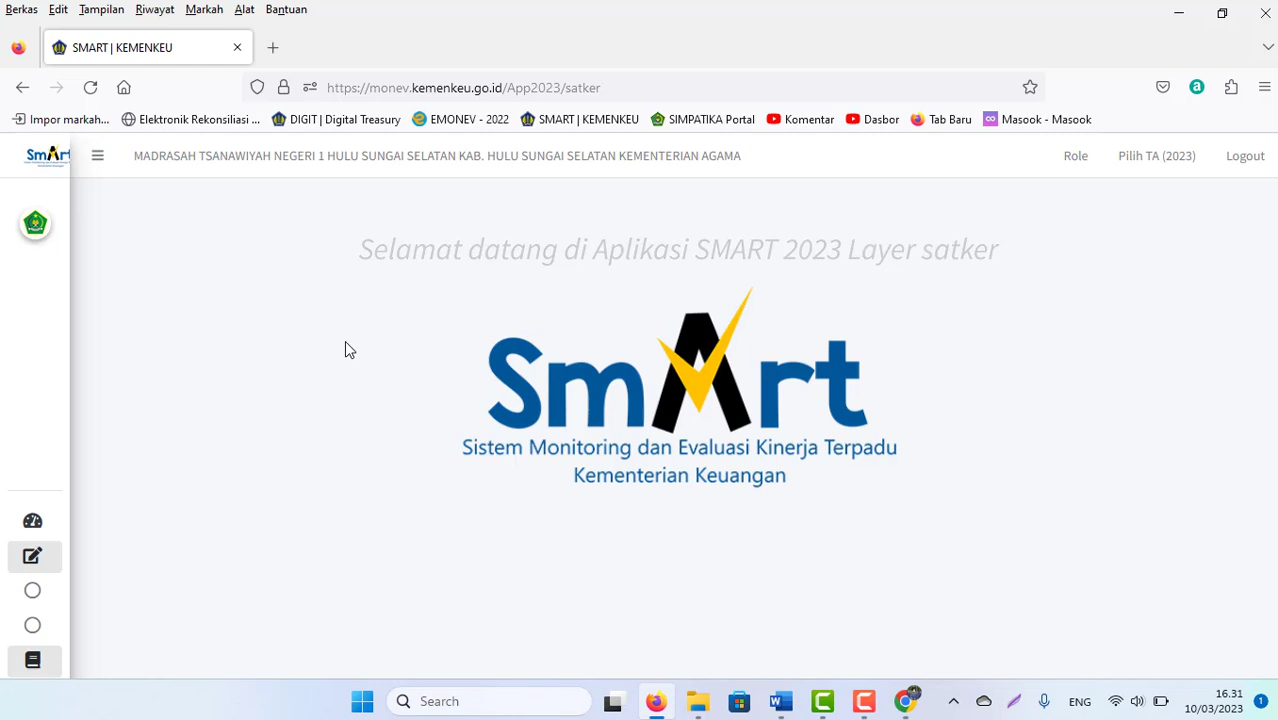 Berkas Edit Tampilan Riwayat Markah Alat Bantuan
SMART | KEMENKEU
https://monev.kemenkeu.go.id/App2023/satker
Impor markah... Elektronik Rekonsiliasi ... DIGIT | Digital Treasury EMONEV - 2022 SMART | KEMENKEU SIMPATIKA Portal Komentar Dasbor Tab Baru Masook - Masook
SmArt MADRASAH TSANAWIYAH NEGERI 1 HULU SUNGAI SELATAN KAB. HULU SUNGAI SELATAN KEMENTERIAN AGAMA Role Pilih TA (2023) Logout
Selamat datang di Aplikasi SMART 2023 Layer satker
SmArt
Sistem Monitoring dan Evaluasi Kinerja Terpadu
Kementerian Keuangan
Search ENG 16.31
10/03/2023 1